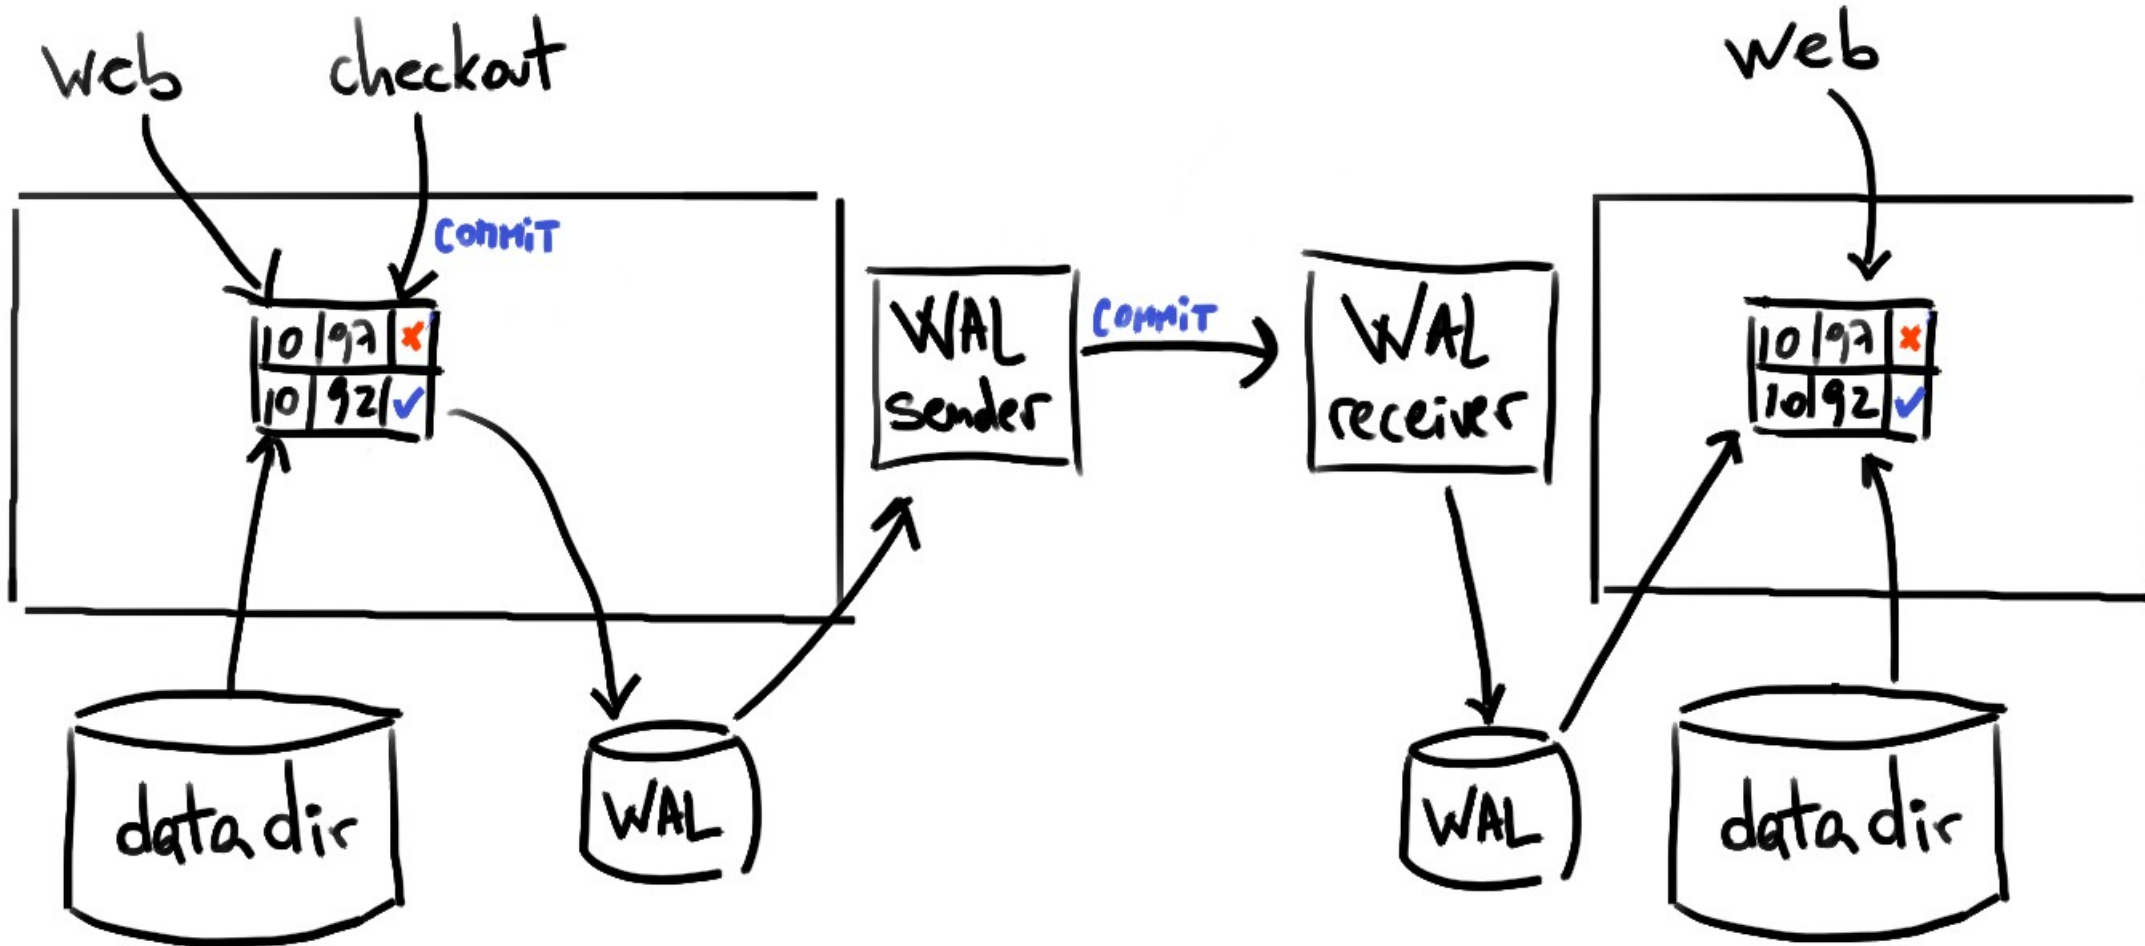 web
checkout
web
COMMIT
10 97 ✗
10 92 ✓
WAL
sender
COMMIT
WAL
receiver
10 97 ✗
10 92 ✓
data dir
WAL
WAL
data dir